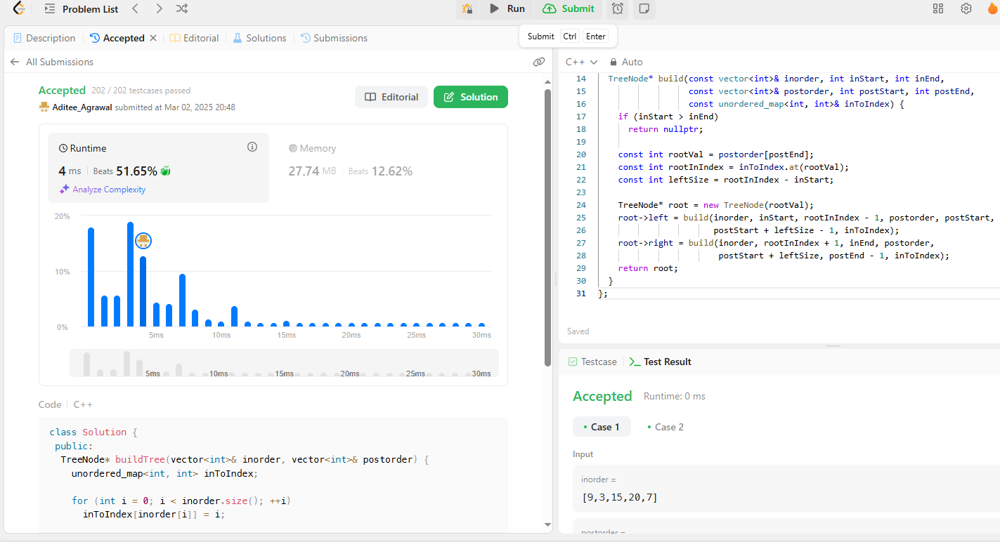 Problem List
Run
Submit
Submit Ctrl Enter
Description
Accepted
Editorial
Solutions
Submissions
All Submissions
Accepted 202 / 202 testcases passed
Aditee_Agrawal submitted at Mar 02, 2025 20:48
Editorial
Solution
Runtime
4 ms Beats 51.65%
Analyze Complexity
Memory
27.74 MB Beats 12.62%
20%
10%
0%
5ms 10ms 15ms 20ms 25ms 30ms
5ms 10ms 15ms 20ms 25ms 30ms
Code C++
class Solution {
public:
TreeNode* buildTree(vector<int>& inorder, vector<int>& postorder) {
unordered_map<int, int> inToIndex;
for (int i = 0; i < inorder.size(); ++i)
inToIndex[inorder[i]] = i;
C++ Auto
14 TreeNode* build(const vector<int>& inorder, int inStart, int inEnd,
15 const vector<int>& postorder, int postStart, int postEnd,
16 const unordered_map<int, int>& inToIndex) {
17 if (inStart > inEnd)
18 return nullptr;
19
20 const int rootVal = postorder[postEnd];
21 const int rootInIndex = inToIndex.at(rootVal);
22 const int leftSize = rootInIndex - inStart;
23
24 TreeNode* root = new TreeNode(rootVal);
25 root->left = build(inorder, inStart, rootInIndex - 1, postorder, postStart,
26 postStart + leftSize - 1, inToIndex);
27 root->right = build(inorder, rootInIndex + 1, inEnd, postorder,
28 postStart + leftSize, postEnd - 1, inToIndex);
29 return root;
30 }
31 };
Saved
Testcase
Test Result
Accepted Runtime: 0 ms
Case 1
Case 2
Input
inorder =
[9,3,15,20,7]
postorder =